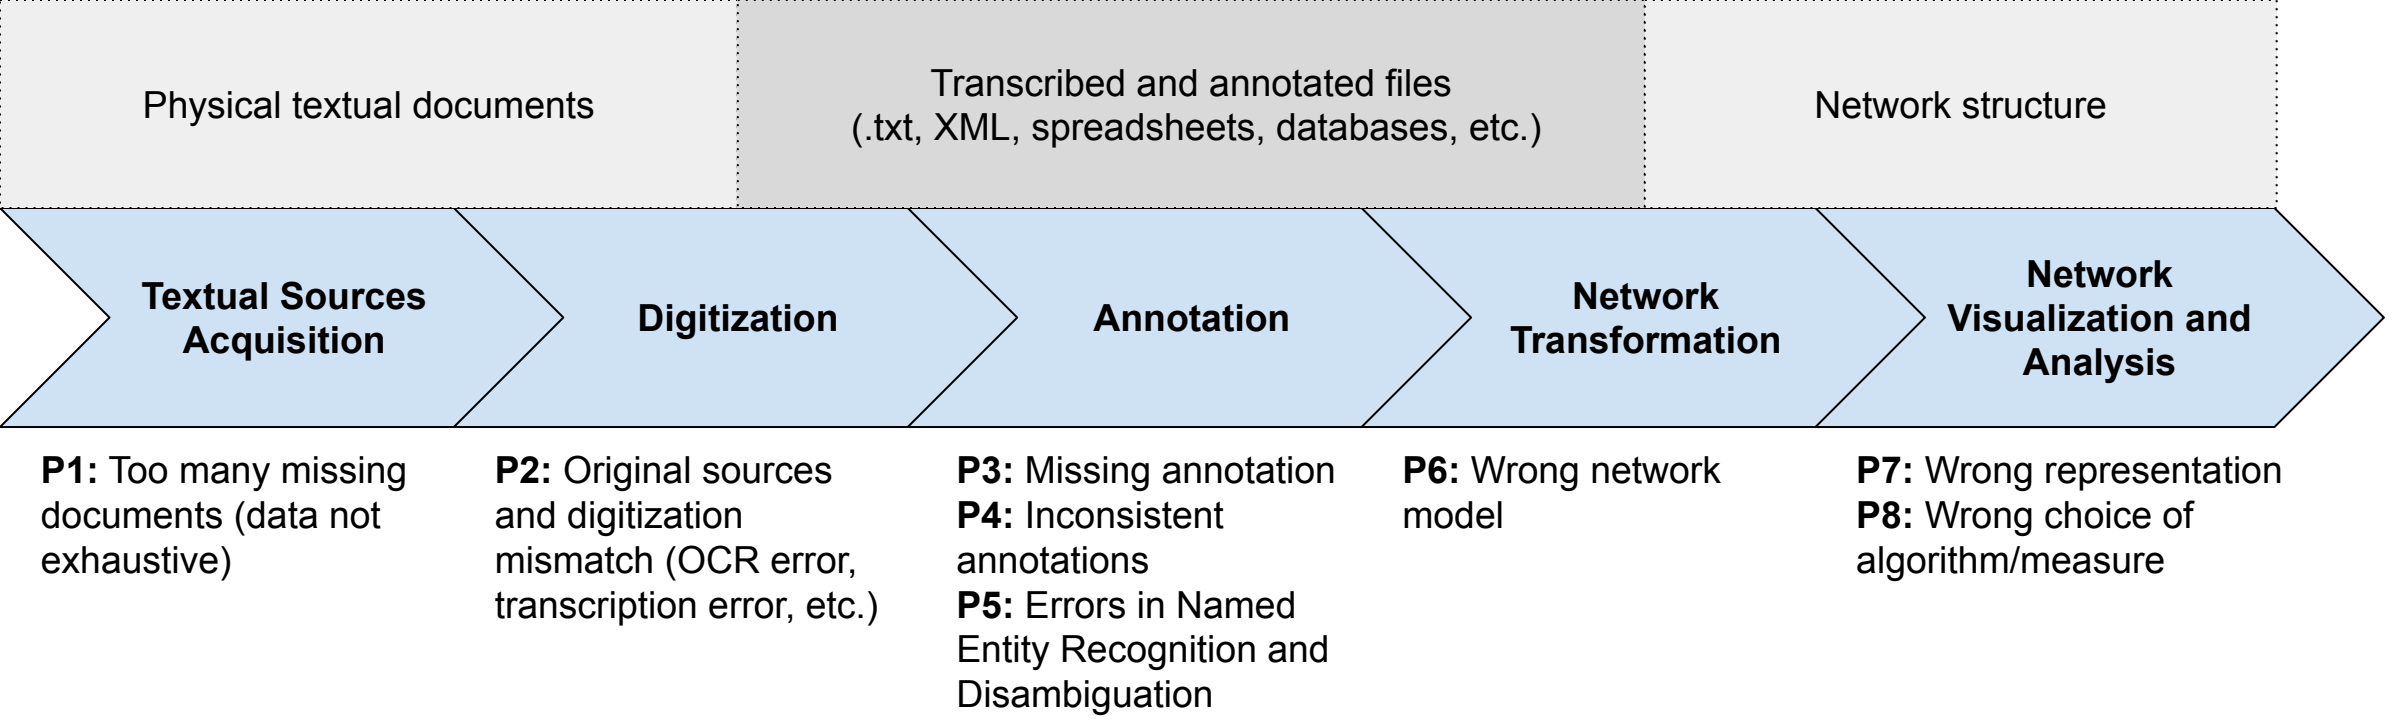 Physical textual documents
Transcribed and annotated files
(.txt, XML, spreadsheets, databases, etc.)
Network structure
Textual Sources
Acquisition
Digitization
Annotation
Network
Transformation
Network
Visualization and
Analysis
P1: Too many missing
documents (data not
exhaustive)
P2: Original sources
and digitization
mismatch (OCR error,
transcription error, etc.)
P3: Missing annotation
P4: Inconsistent
annotations
P5: Errors in Named
Entity Recognition and
Disambiguation
P6: Wrong network
model
P7: Wrong representation
P8: Wrong choice of
algorithm/measure